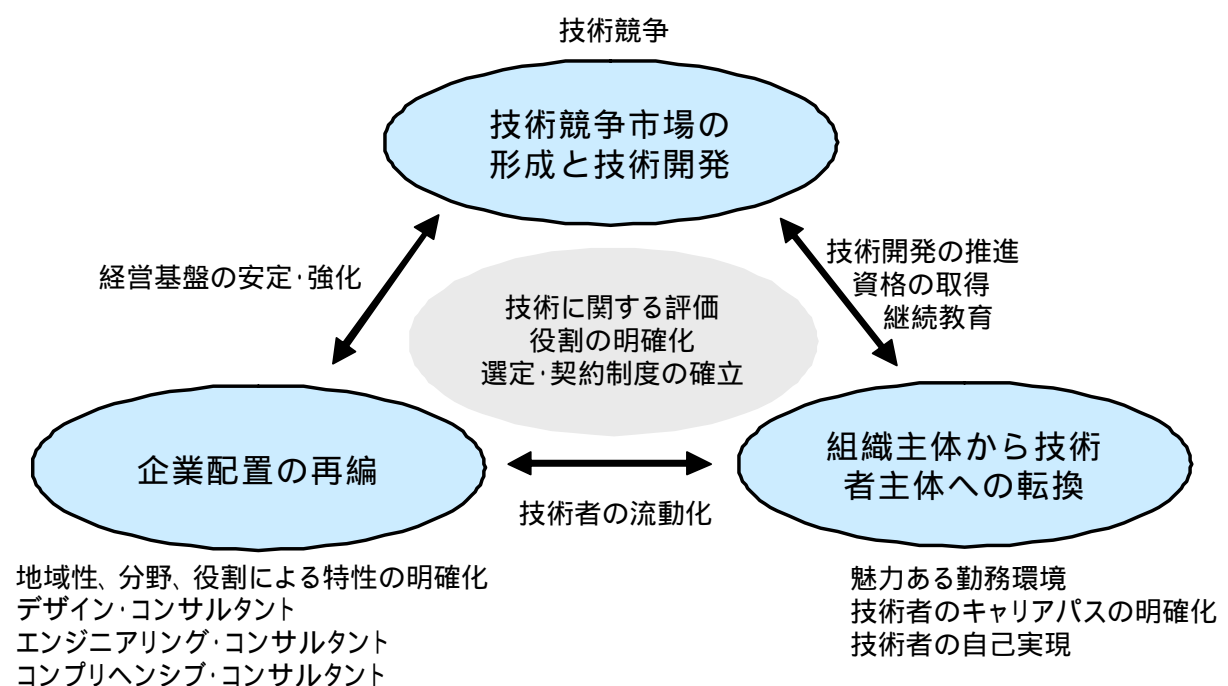 技術競争
技術競争市場の
形成と技術開発
経営基盤の安定・強化
技術開発の推進
資格の取得
継続教育
技術に関する評価
役割の明確化
選定・契約制度の確立
企業配置の再編
組織主体から技術
者主体への転換
技術者の流動化
地域性、分野、役割による特性の明確化
デザイン・コンサルタント
エンジニアリング・コンサルタント
コンプリヘンシブ・コンサルタント
魅力ある勤務環境
技術者のキャリアパスの明確化
技術者の自己実現